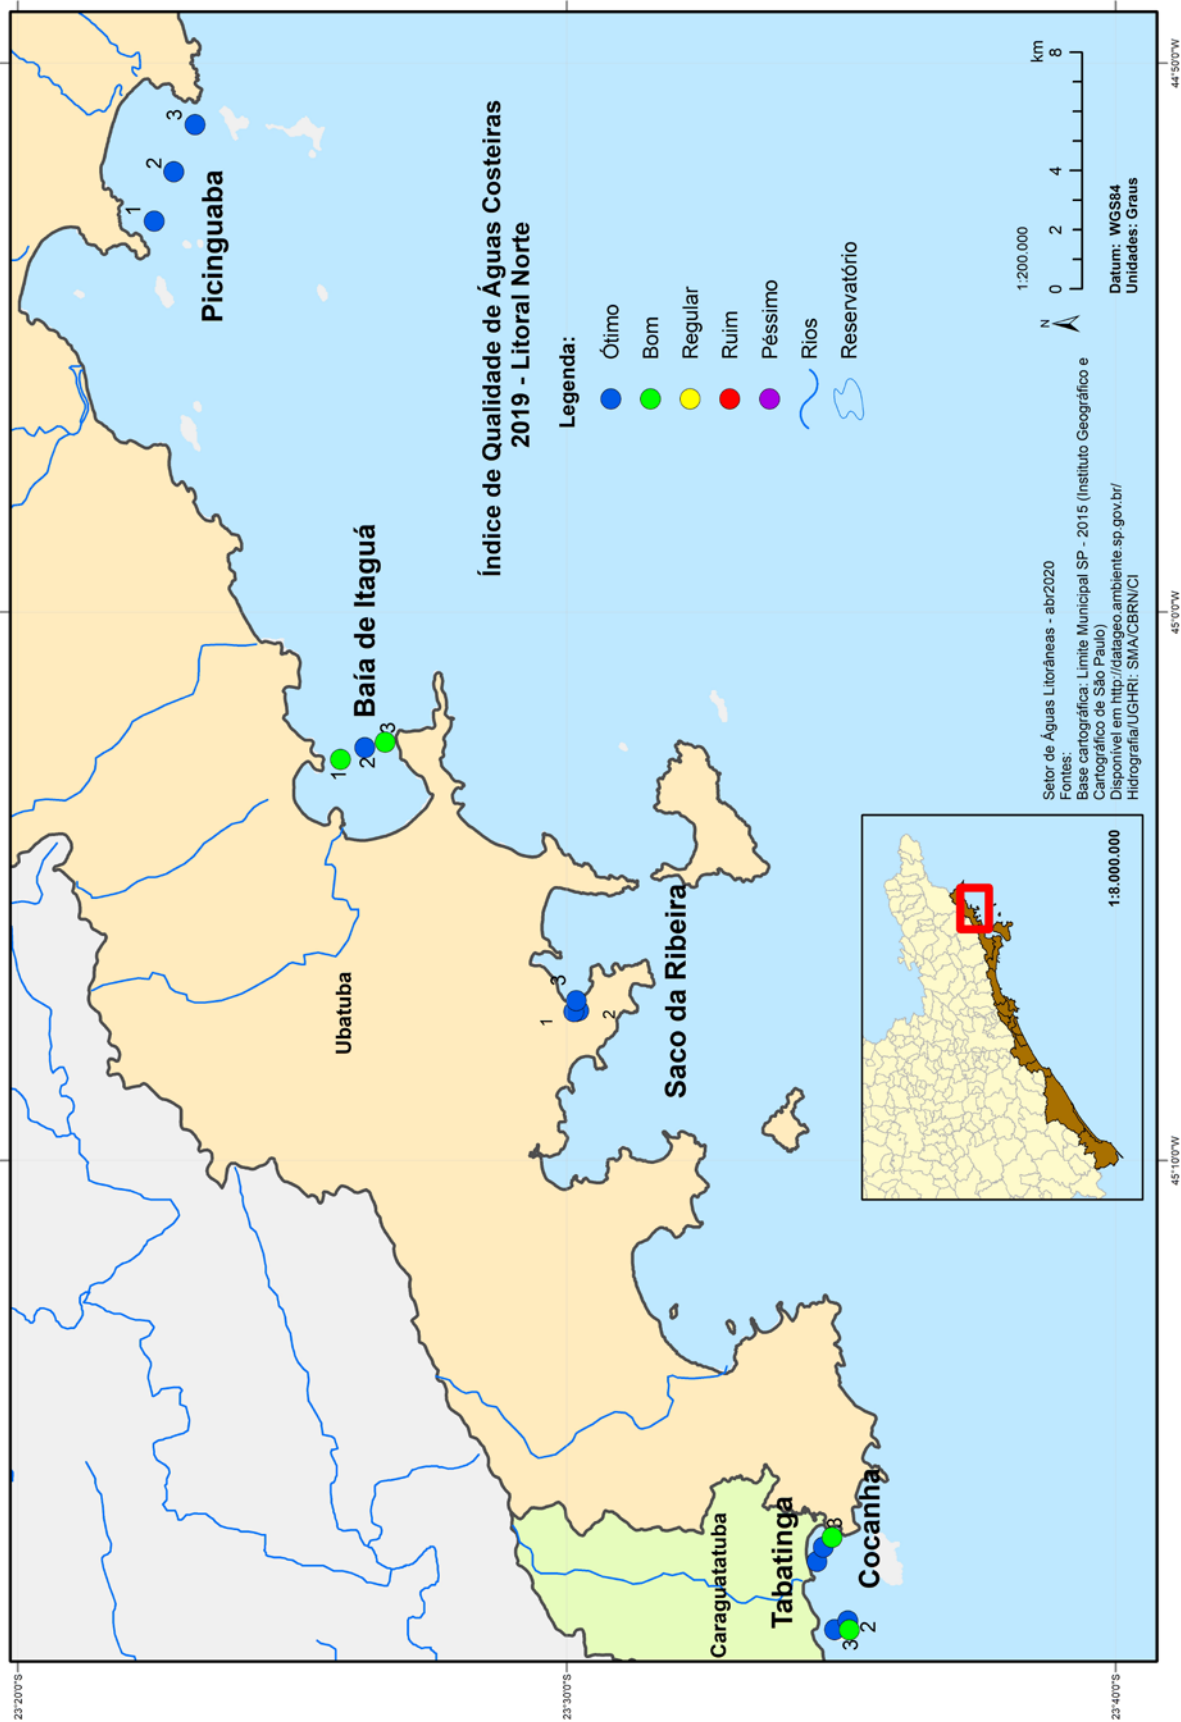 Índice de Qualidade de Águas Costeiras
2019 - Litoral Norte
Legenda:
Ótimo
Bom
Regular
Ruim
Péssimo
Rios
Reservatório
Picinguaba
1
2
3
Baía de Itaguá
1
2
3
Ubatuba
Saco da Ribeira
1
2
3
Caraguatatuba
Tabatinga
3
Cocanha
3
2
N
1:200.000
0 2 4 8
km
Datum: WGS84
Unidades: Graus
Setor de Águas Litorâneas - abr2020
Fontes:
Base cartográfica: Limite Municipal SP - 2015 (Instituto Geográfico e
Cartográfico de São Paulo)
Disponível em http://datageo.ambiente.sp.gov.br/
Hidrografia/UGHRI: SMA/CBRN/CI
1:8.000.000
45°10'0"W
45°0'0"W
44°50'0"W
23°20'0"S
23°30'0"S
23°40'0"S